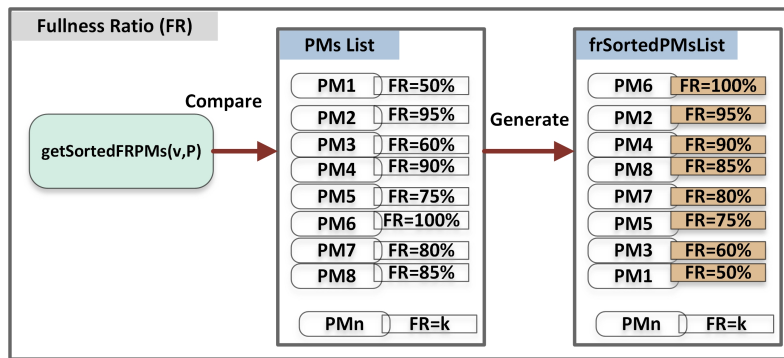 Fullness Ratio (FR)
getSortedFRPMs(v,P)
Compare
PMs List
PM1 FR=50%
PM2 FR=95%
PM3 FR=60%
PM4 FR=90%
PM5 FR=75%
PM6 FR=100%
PM7 FR=80%
PM8 FR=85%
PMn FR=k
Generate
frSortedPMsList
PM6 FR=100%
PM2 FR=95%
PM4 FR=90%
PM8 FR=85%
PM7 FR=80%
PM5 FR=75%
PM3 FR=60%
PM1 FR=50%
PMn FR=k